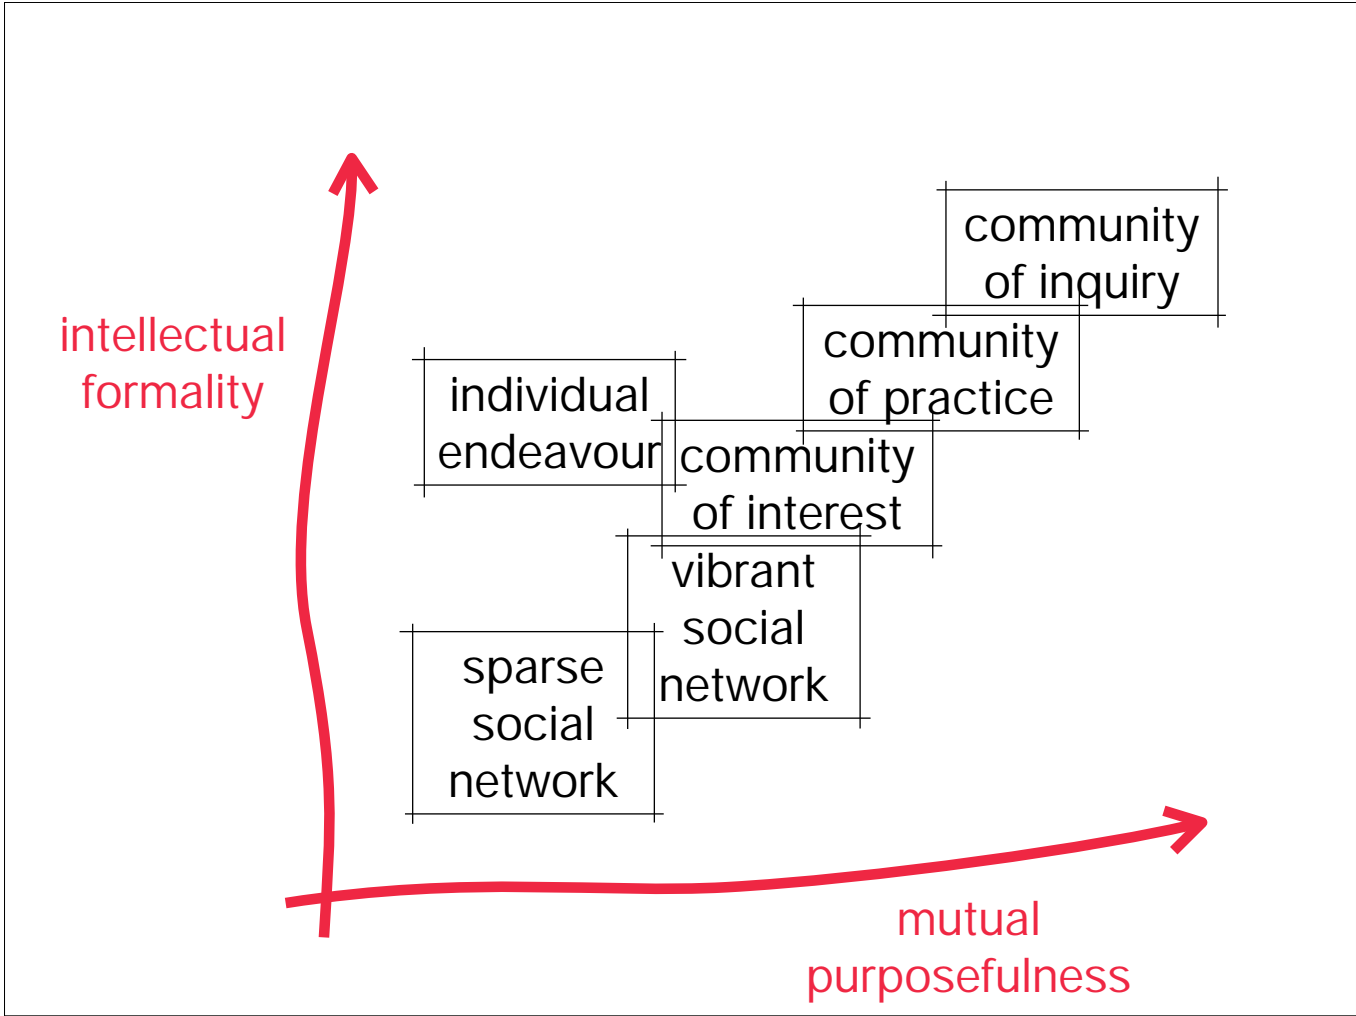 community
of inquiry
intellectual
formality
community
of practice
individual
endeavour
community
of interest
vibrant
social
network
sparse
social
network
mutual
purposefulness